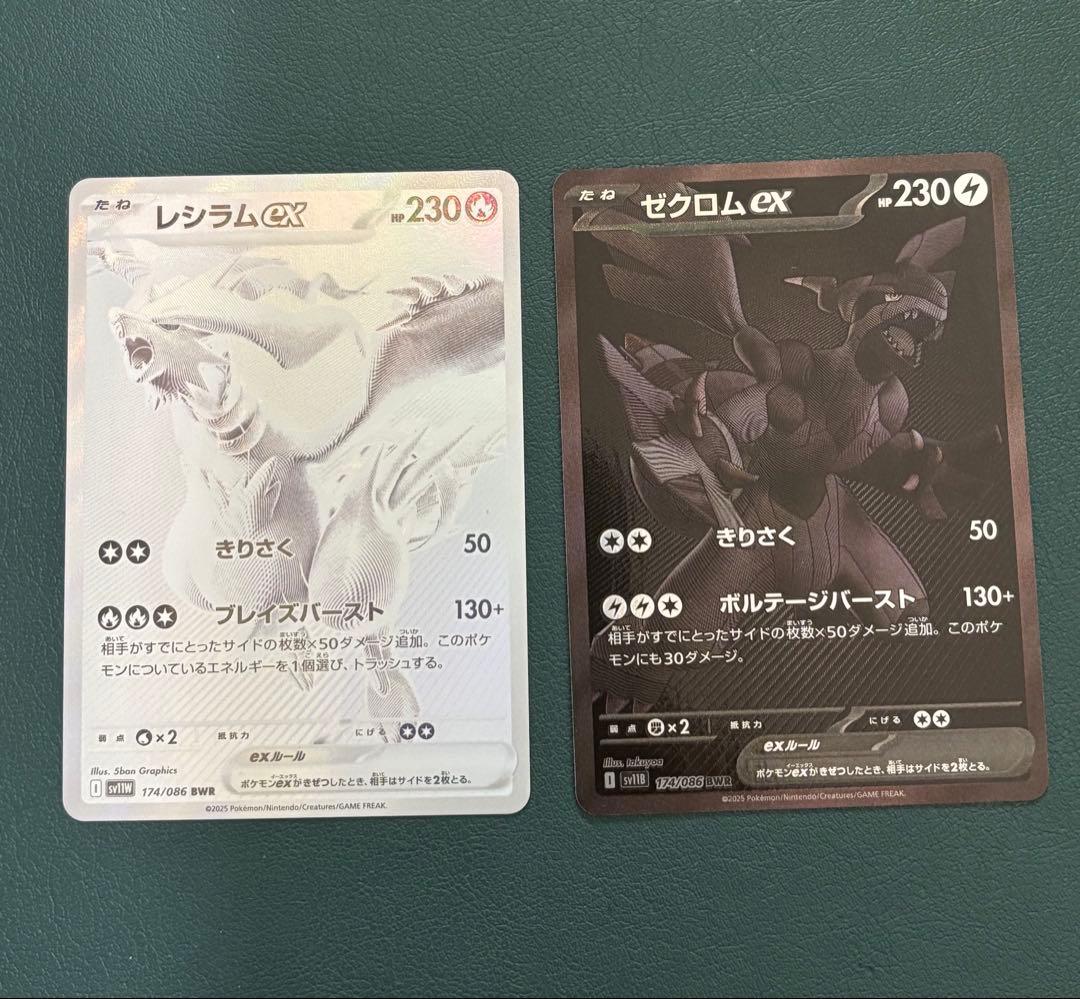 たね レシラムex HP230
きりさく 50
ブレイズバースト 130+
相手がすでにとったサイドの枚数×50ダメージ追加。このポケ
モンについているエネルギーを1個選び、トラッシュする。
弱点 ×2 抵抗力 にげる
exルール
ポケモンexがきぜつしたとき、相手はサイドを2枚とる。
Illus. 5ban Graphics
I sv11W 174/086 BWR
©2025 Pokémon/Nintendo/Creatures/GAME FREAK.
たね ゼクロムex HP230
きりさく 50
ボルテージバースト 130+
相手がすでにとったサイドの枚数×50ダメージ追加。このポケ
モンにも30ダメージ。
弱点 ×2 抵抗力 にげる
exルール
ポケモンexがきぜつしたとき、相手はサイドを2枚とる。
Illus. takuyoa
I sv11B 174/086 BWR
©2025 Pokémon/Nintendo/Creatures/GAME FREAK.